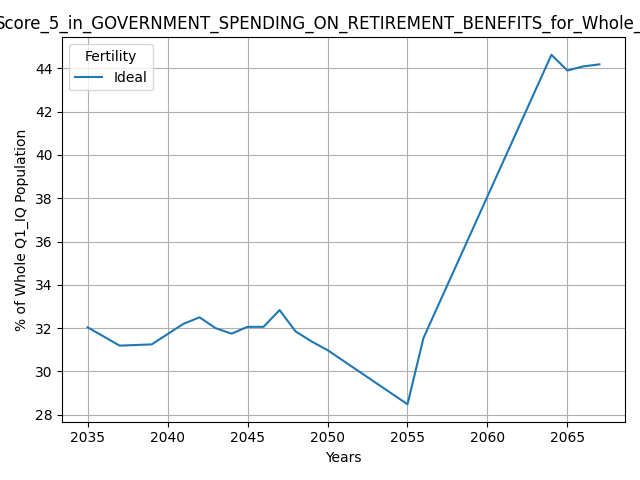 Score_5_in_GOVERNMENT_SPENDING_ON_RETIREMENT_BENEFITS_for_Whole_
Fertility
Ideal
% of Whole Q1_IQ Population
44
42
40
38
36
34
32
30
28
2035 2040 2045 2050 2055 2060 2065
Years